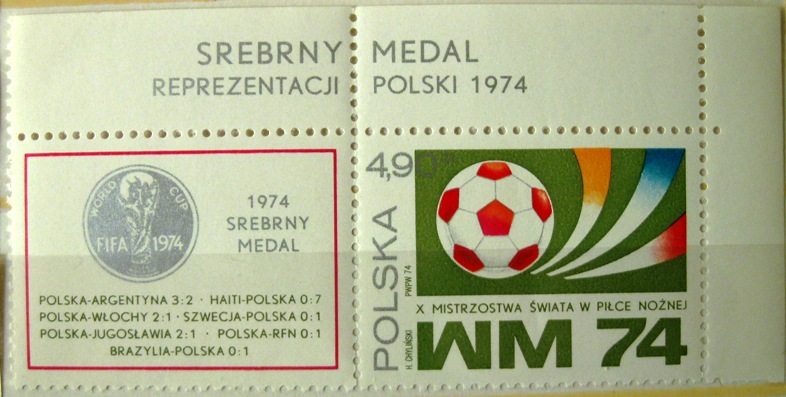 SREBRNY MEDAL
REPREZENTACJI POLSKI 1974
WORLD CUP
FIFA 1974
1974
SREBRNY
MEDAL
POLSKA-ARGENTYNA 3:2 · HAITI-POLSKA 0:7
POLSKA-WŁOCHY 2:1 · SZWECJA-POLSKA 0:1
POLSKA-JUGOSŁAWIA 2:1 · POLSKA-RFN 0:1
BRAZYLIA-POLSKA 0:1
4,90 zł
POLSKA
PWPW 74
H. CHYLIŃSKI
X MISTRZOSTWA ŚWIATA W PIŁCE NOŻNEJ
WM 74